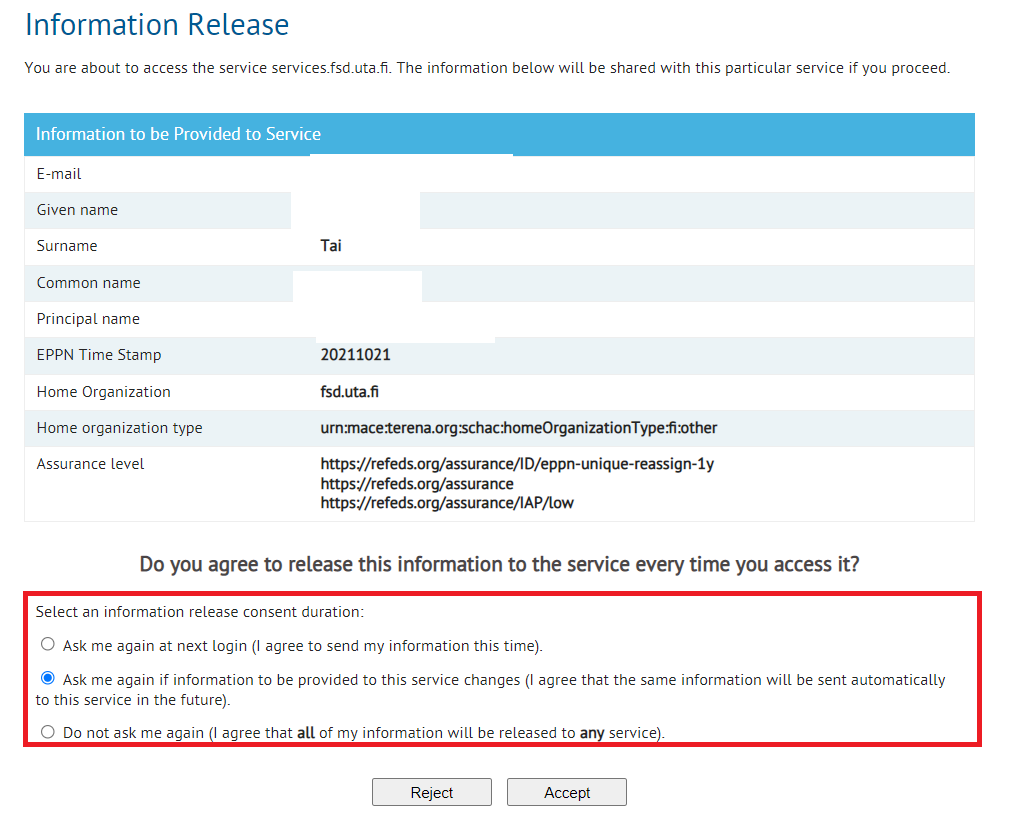 Information Release
You are about to access the service services.fsd.uta.fi. The information below will be shared with this particular service if you proceed.
Information to be Provided to Service
E-mail
Given name
Surname Tai
Common name
Principal name
EPPN Time Stamp 20211021
Home Organization fsd.uta.fi
Home organization type urn:mace:terena.org:schac:homeOrganizationType:fi:other
Assurance level https://refeds.org/assurance/ID/eppn-unique-reassign-1y
https://refeds.org/assurance
https://refeds.org/assurance/IAP/low
Do you agree to release this information to the service every time you access it?
Select an information release consent duration:
Ask me again at next login (I agree to send my information this time).
Ask me again if information to be provided to this service changes (I agree that the same information will be sent automatically
to this service in the future).
Do not ask me again (I agree that all of my information will be released to any service).
Reject Accept